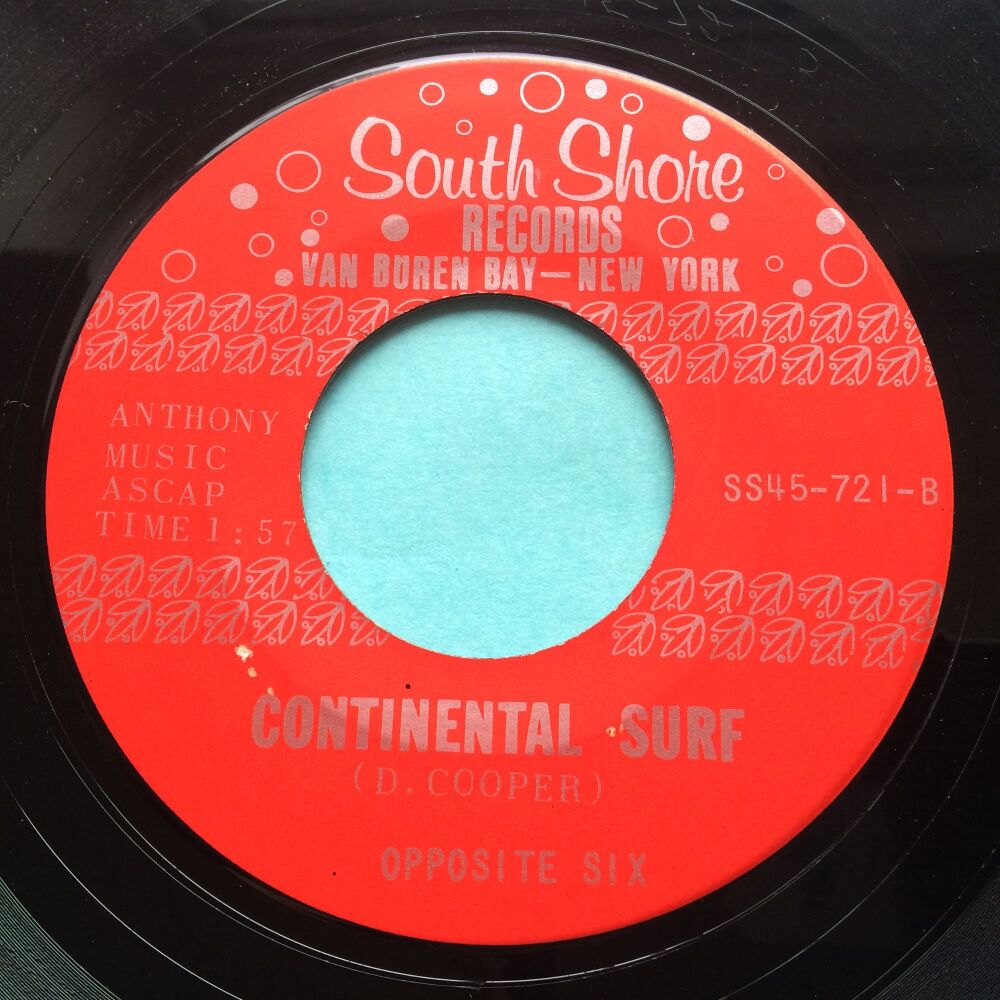 South Shore
RECORDS
VAN BUREN BAY—NEW YORK
ANTHONY
MUSIC
ASCAP
TIME 1:57
SS45-721-B
CONTINENTAL SURF
(D. COOPER)
OPPOSITE SIX